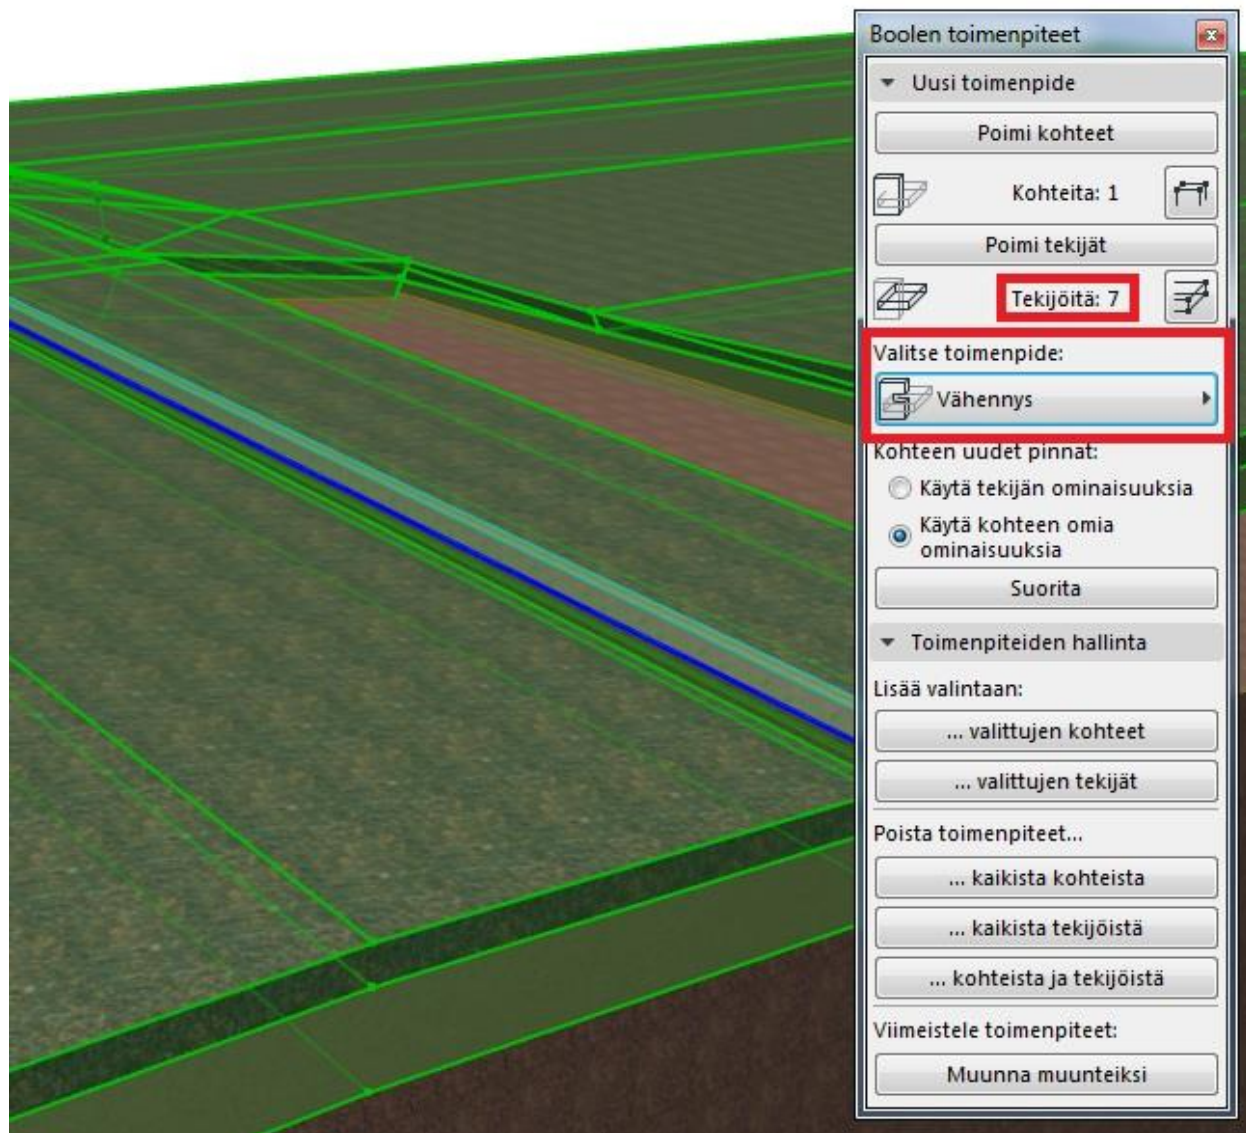 Boolen toimenpiteet
Uusi toimenpide
Poimi kohteet
Kohteita: 1
Poimi tekijät
Tekijöitä: 7
Valitse toimenpide:
Vähennys
Kohteen uudet pinnat:
Käytä tekijän ominaisuuksia
Käytä kohteen omia
ominaisuuksia
Suorita
Toimenpiteiden hallinta
Lisää valintaan:
... valittujen kohteet
... valittujen tekijät
Poista toimenpiteet...
... kaikista kohteista
... kaikista tekijöistä
... kohteista ja tekijöistä
Viimeistele toimenpiteet:
Muunna muunteiksi